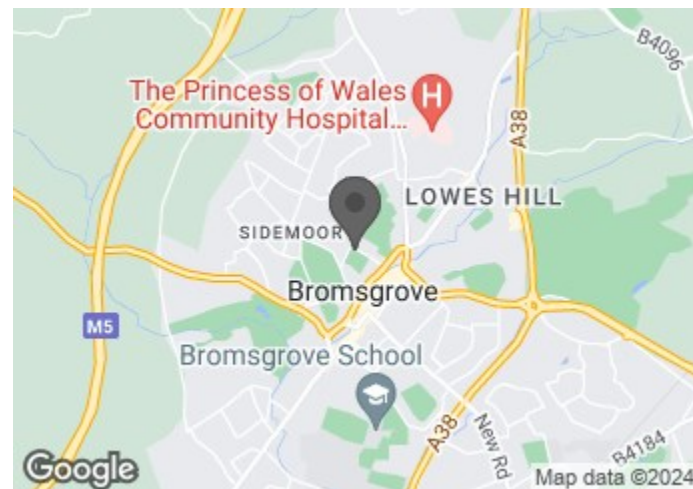 B4096
The Princess of Wales
Community Hospital...
H
A38
LOWES HILL
SIDEMOOR
Bromsgrove
M5
Bromsgrove School
A38
New Rd
B4184
Google
Map data ©2024